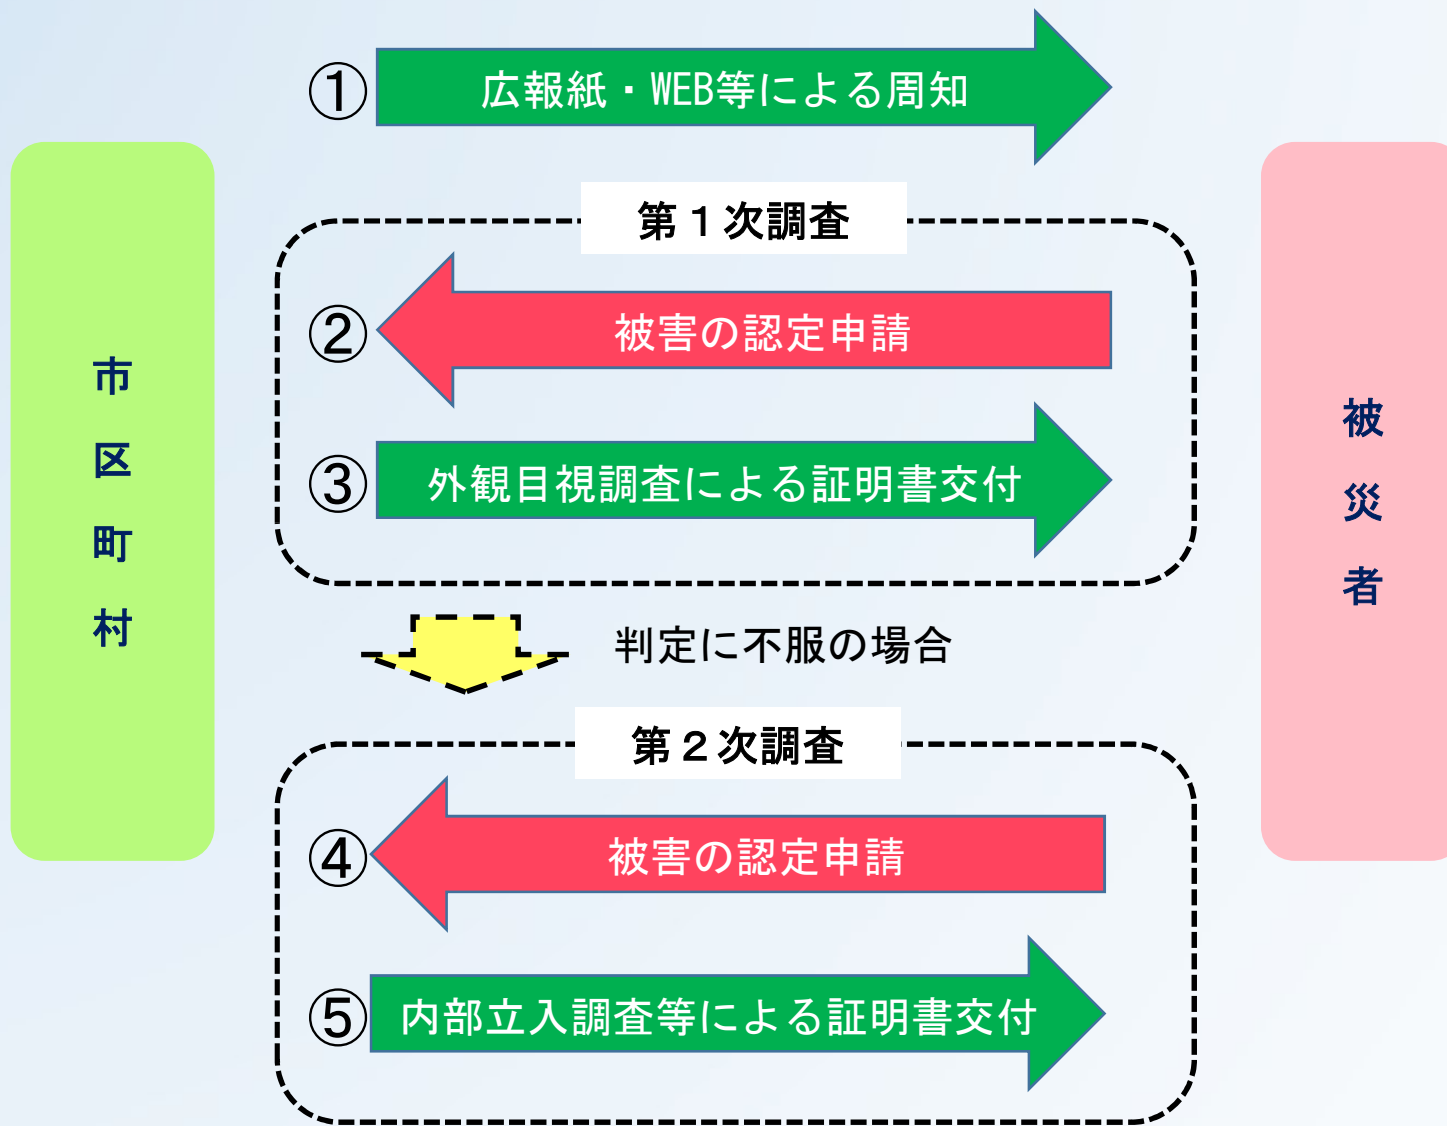 ① 広報紙・WEB等による周知
市区町村
被災者
第1次調査
② 被害の認定申請
③ 外観目視調査による証明書交付
判定に不服の場合
第2次調査
④ 被害の認定申請
⑤ 内部立入調査等による証明書交付